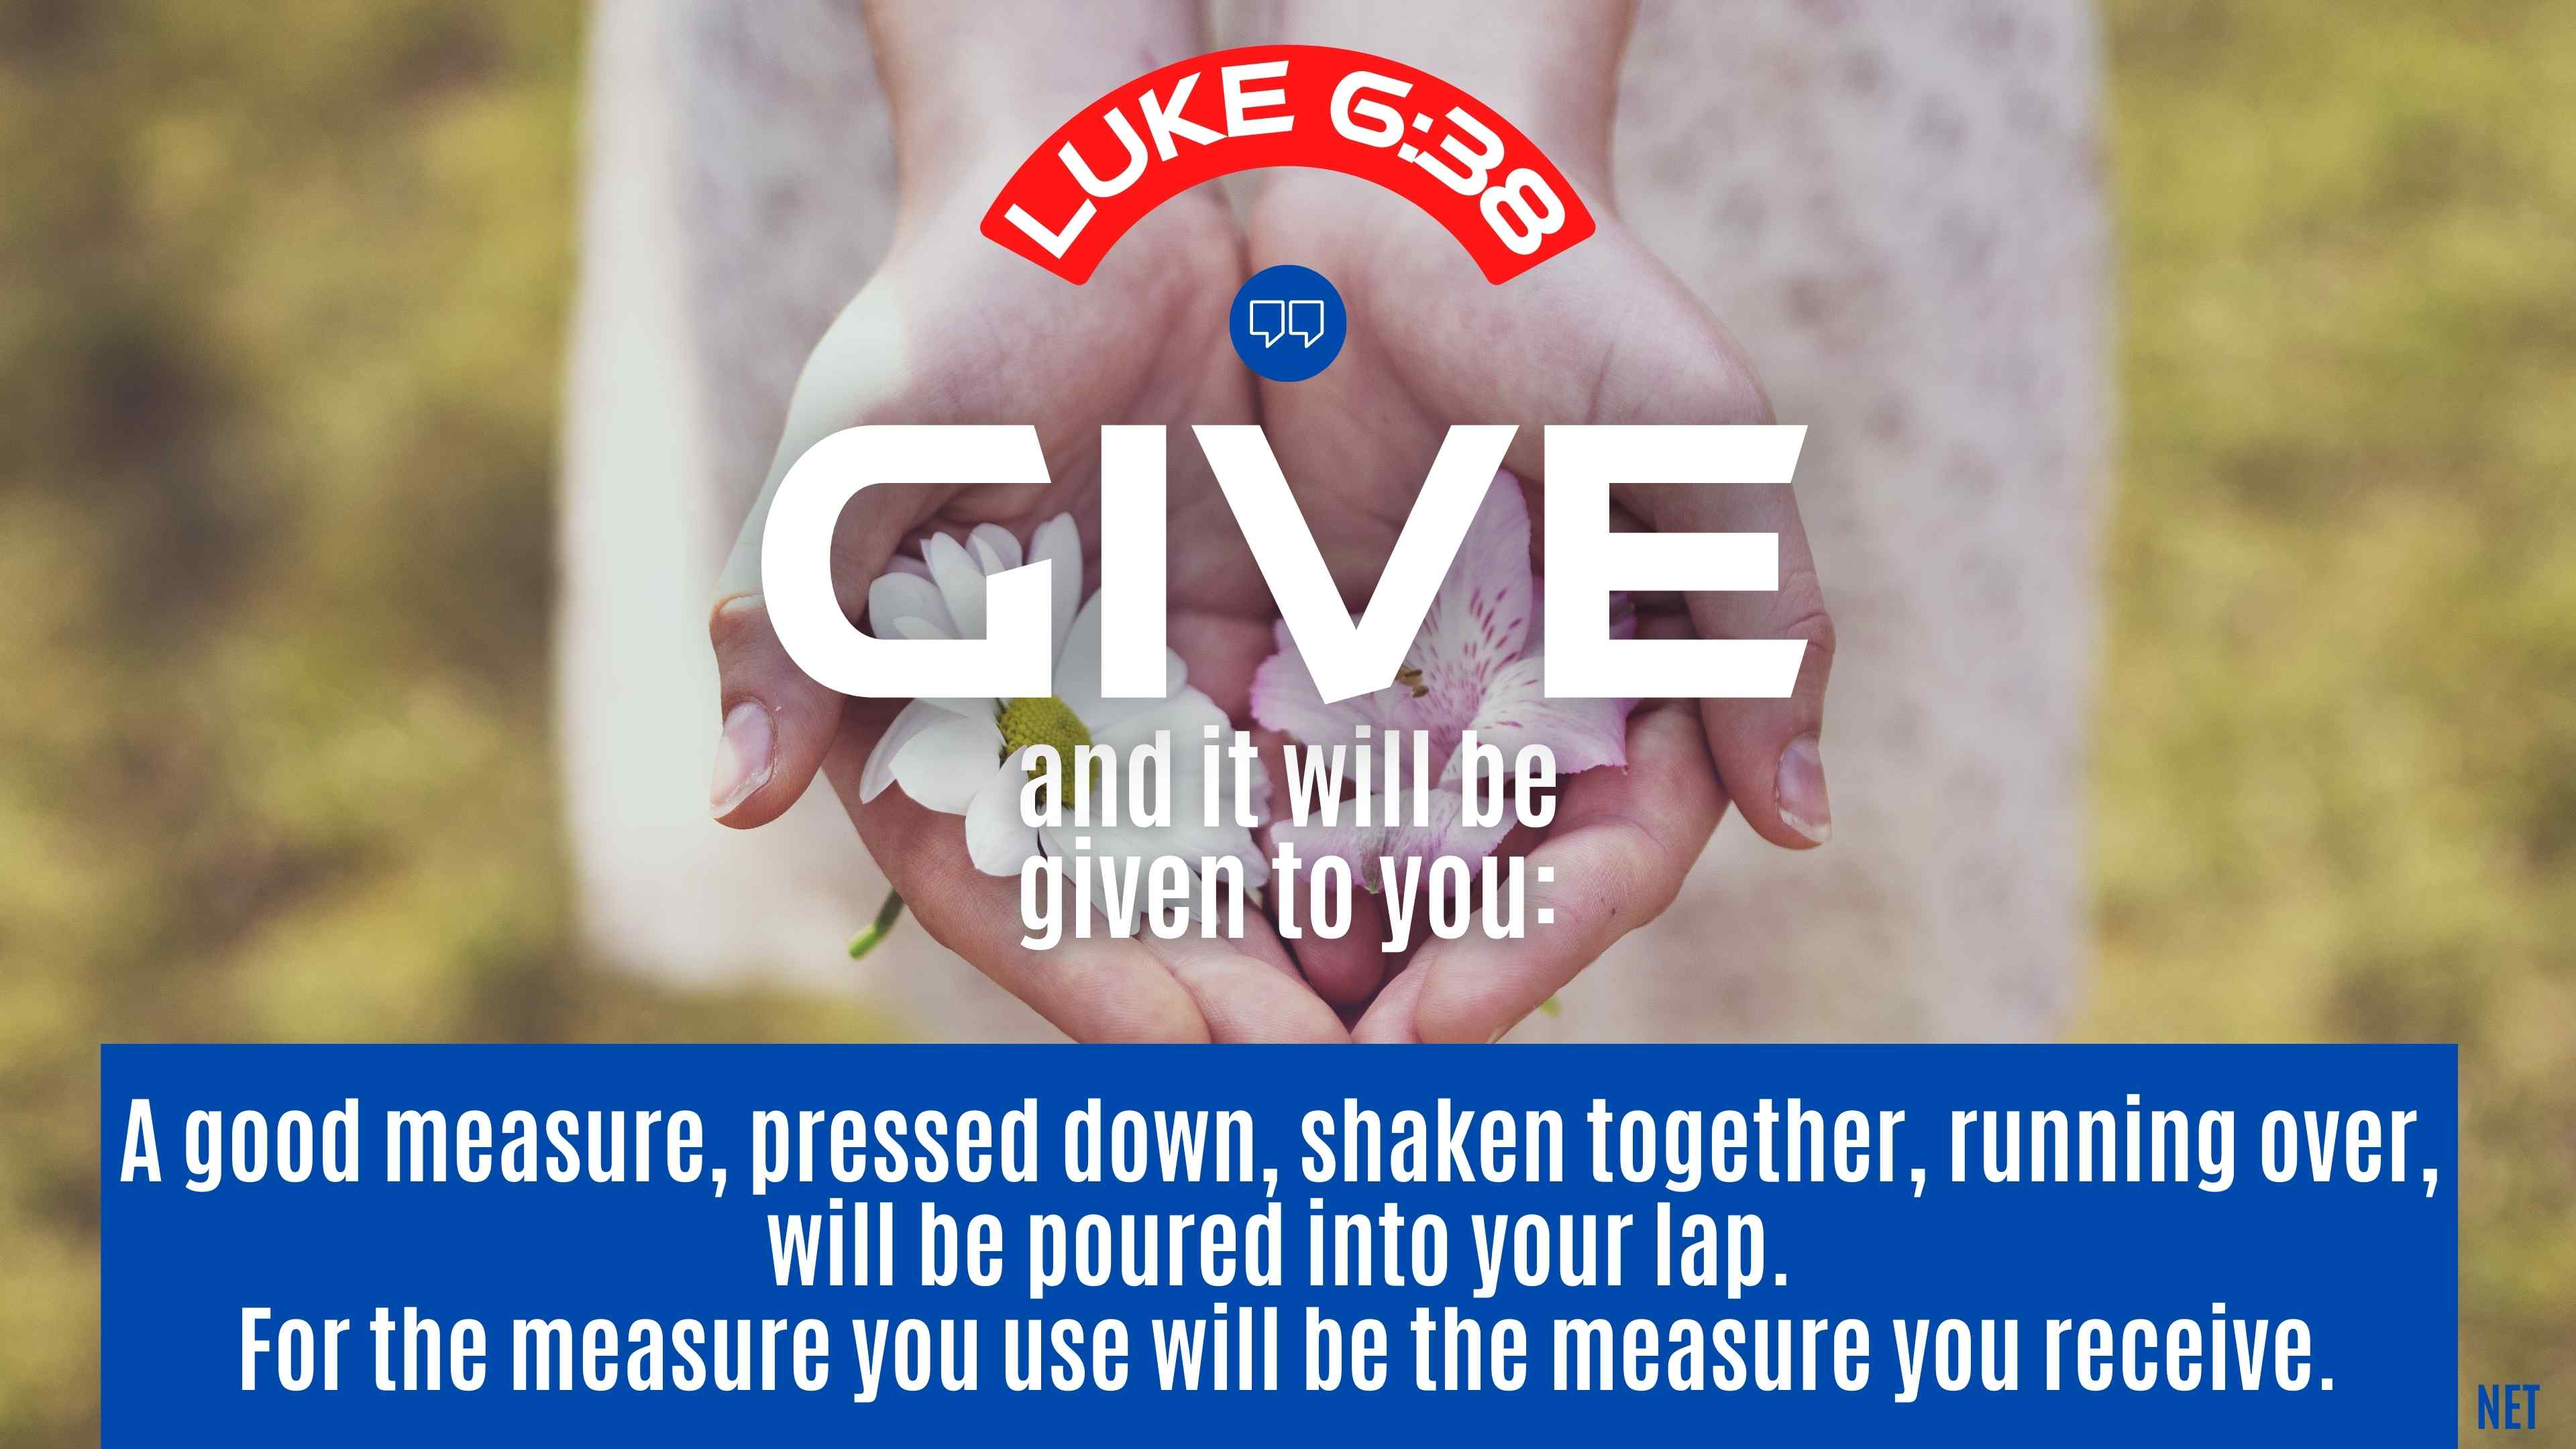 LUKE 6:38
GIVE
and it will be
given to you:
A good measure, pressed down, shaken together, running over,
will be poured into your lap.
For the measure you use will be the measure you receive.
NET